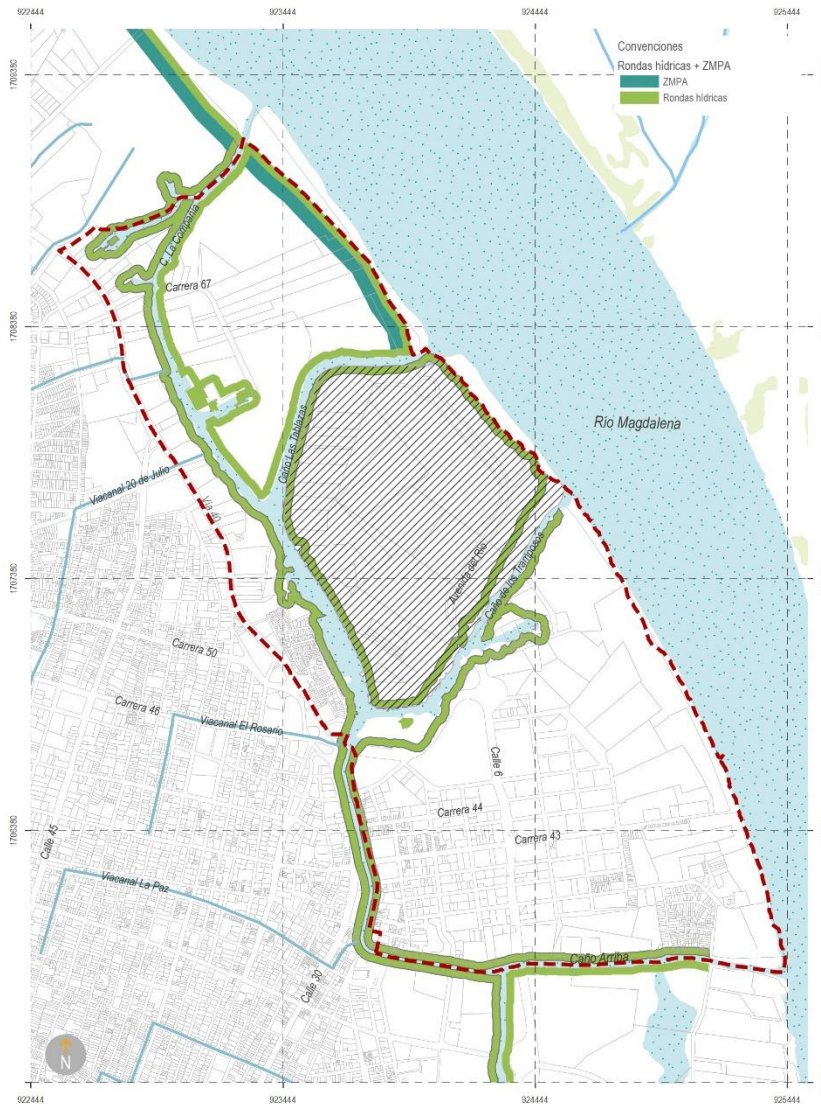 922444
923444
924444
925444
1709380
1708380
1707380
1706380
Convenciones
Rondas hídricas + ZMPA
ZMPA
Rondas hídricas
C. La Compañía
Carrera 67
Río Magdalena
Caño Las Tablazas
Viacanal 20 de Julio
Vía 40
Avenida del Río
Caño de los Tramposos
Carrera 50
Carrera 46
Viacanal El Rosario
Calle 6
Carrera 44
Carrera 43
Calle 45
Viacanal La Paz
Caño Arriba
Calle 30
N
922444
923444
924444
925444